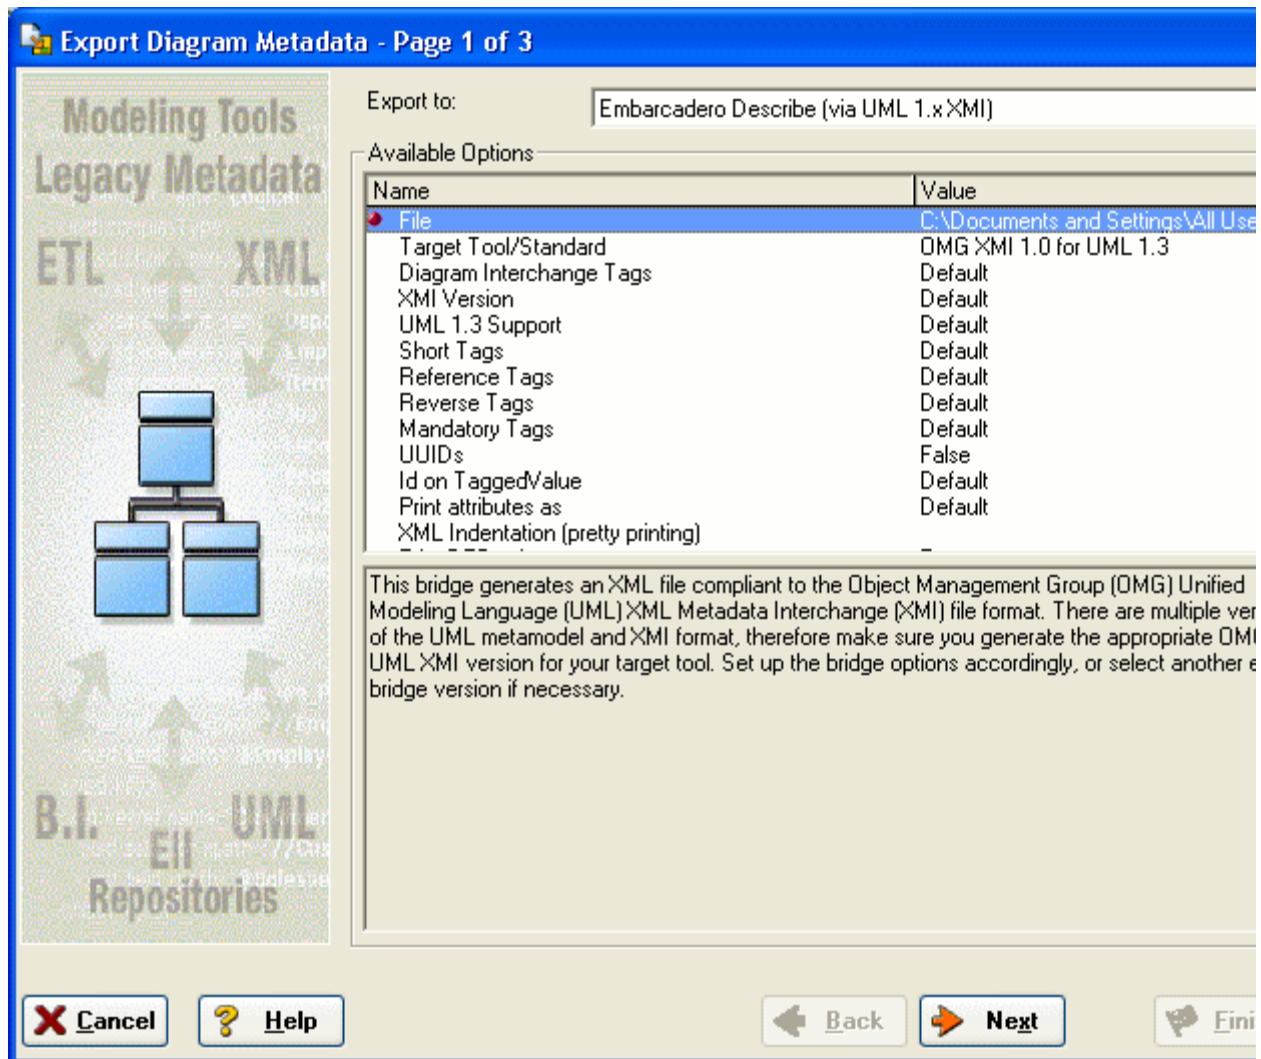 Export Diagram Metadata - Page 1 of 3
Modeling Tools
Legacy Metadata
ETL XML
B.I. UML
EII
Repositories
Export to: Embarcadero Describe (via UML 1.x XMI)
Available Options
Name Value
File C:\Documents and Settings\All Use
Target Tool/Standard OMG XMI 1.0 for UML 1.3
Diagram Interchange Tags Default
XMI Version Default
UML 1.3 Support Default
Short Tags Default
Reference Tags Default
Reverse Tags Default
Mandatory Tags Default
UUIDs False
Id on TaggedValue Default
Print attributes as Default
XML Indentation (pretty printing)
This bridge generates an XML file compliant to the Object Management Group (OMG) Unified
Modeling Language (UML) XML Metadata Interchange (XMI) file format. There are multiple ver
of the UML metamodel and XMI format, therefore make sure you generate the appropriate OMG
UML XMI version for your target tool. Set up the bridge options accordingly, or select another e
bridge version if necessary.
Cancel Help Back Next Fini